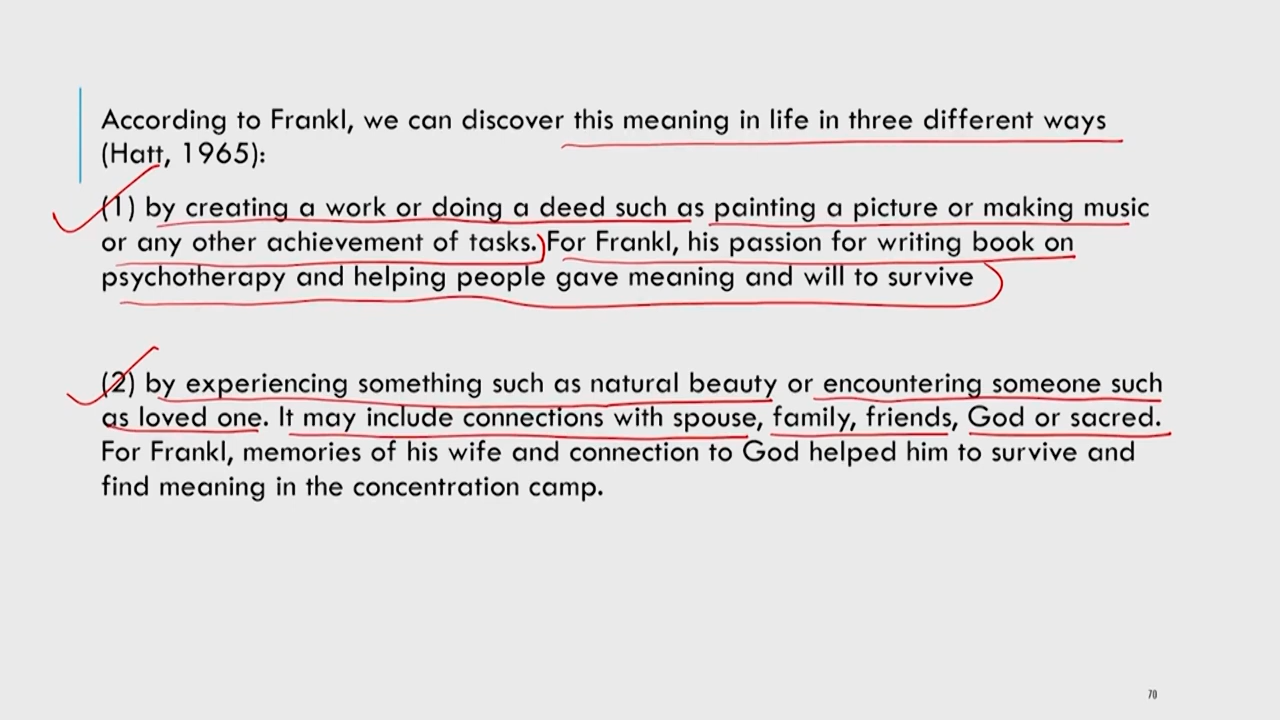 According to Frankl, we can discover this meaning in life in three different ways
(Hatt, 1965):
(1) by creating a work or doing a deed such as painting a picture or making music
or any other achievement of tasks. For Frankl, his passion for writing book on
psychotherapy and helping people gave meaning and will to survive
(2) by experiencing something such as natural beauty or encountering someone such
as loved one. It may include connections with spouse, family, friends, God or sacred.
For Frankl, memories of his wife and connection to God helped him to survive and
find meaning in the concentration camp.
70